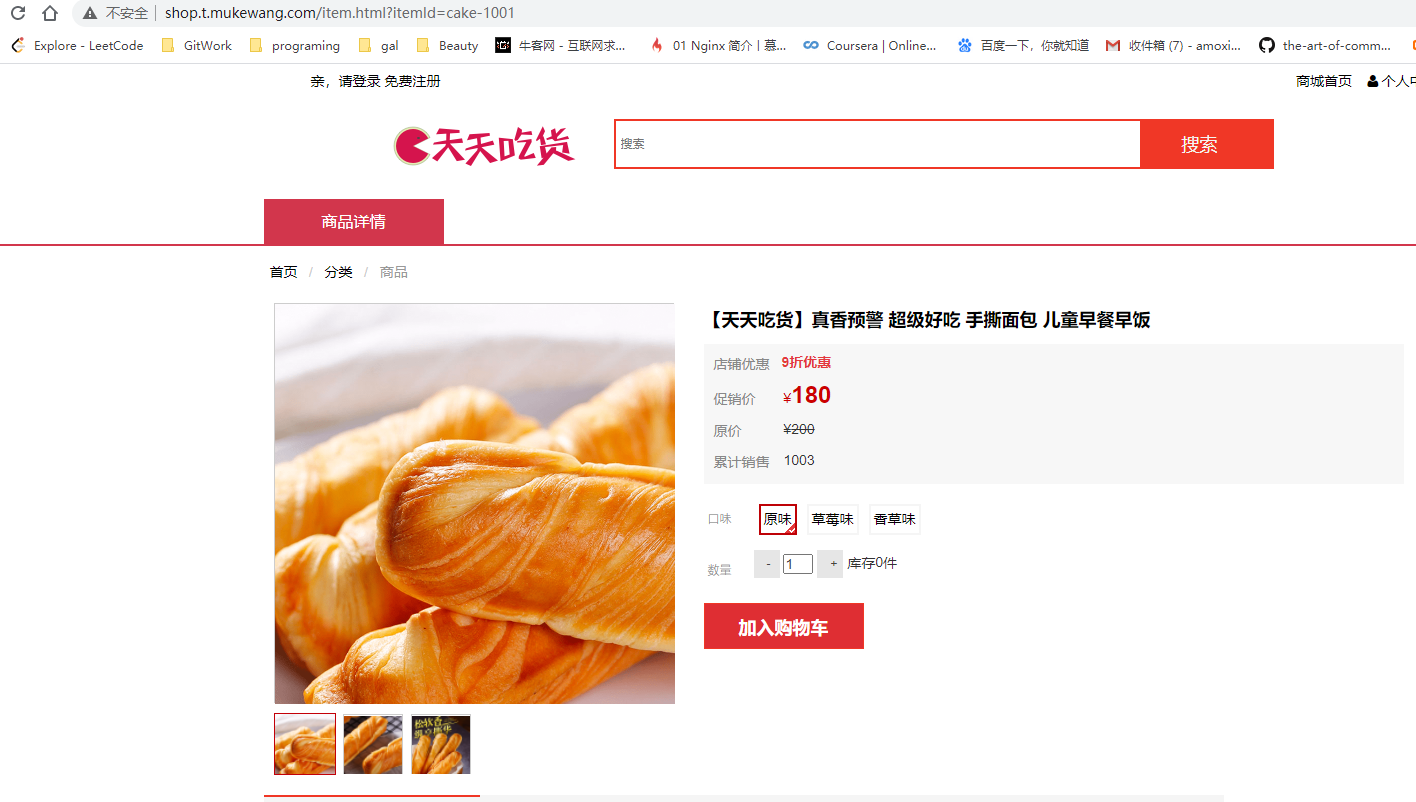 不安全 shop.t.mukewang.com/item.html?itemId=cake-1001
Explore - LeetCode GitWork programing gal Beauty 牛客网 - 互联网求... 01 Nginx 简介丨慕... Coursera | Online... 百度一下，你就知道 收件箱 (7) - amoxi... the-art-of-comm...
亲，请登录 免费注册 商城首页 个人中
天天吃货 搜索 搜索
商品详情
首页 / 分类 / 商品
【天天吃货】真香预警 超级好吃 手撕面包 儿童早餐早饭
店铺优惠 9折优惠
促销价 ¥180
原价 ¥200
累计销售 1003
口味 原味 草莓味 香草味
数量 - 1 + 库存0件
加入购物车
松软香